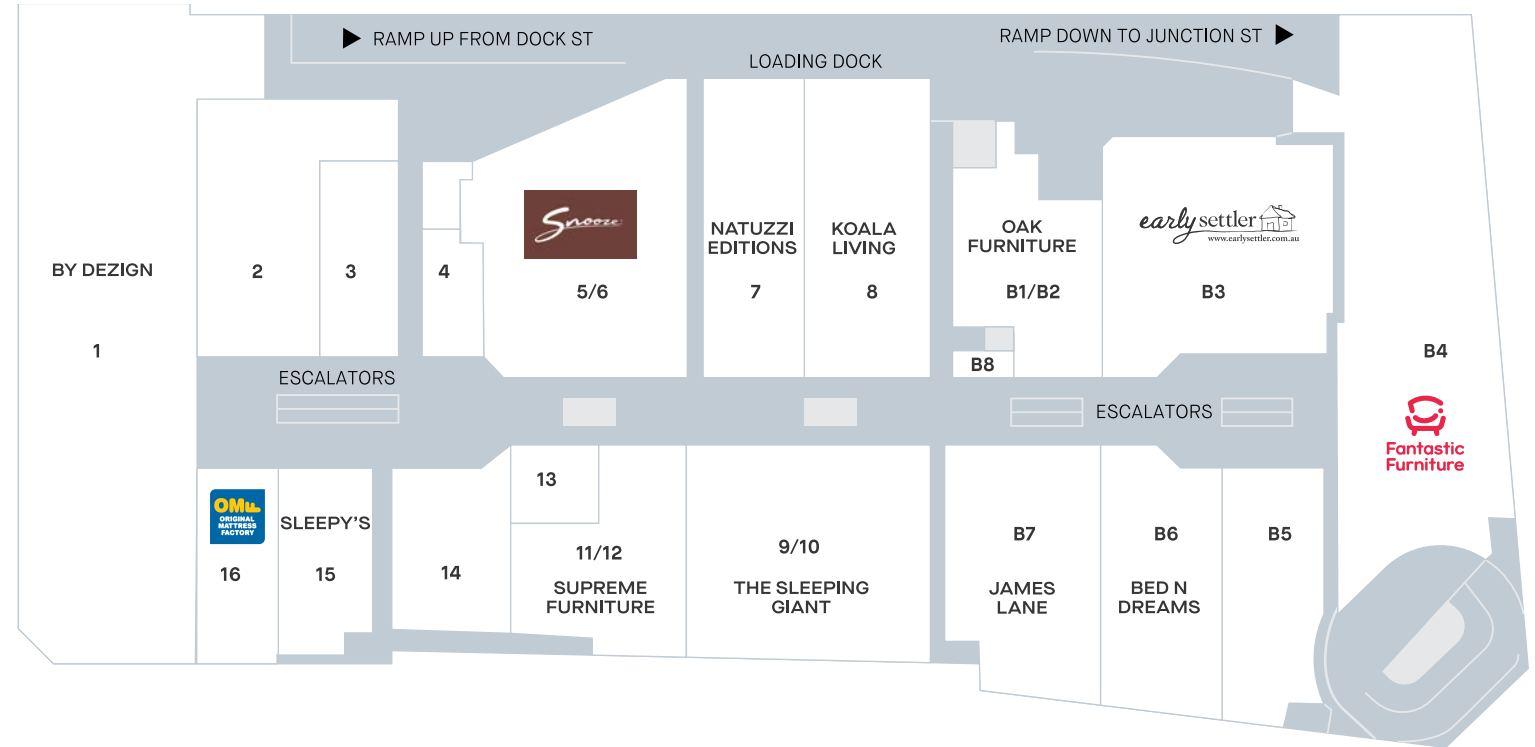 RAMP UP FROM DOCK ST
RAMP DOWN TO JUNCTION ST
LOADING DOCK
BY DEZIGN
1
2
3
4
Snooze
5/6
NATUZZI
EDITIONS
7
KOALA
LIVING
8
OAK
FURNITURE
B1/B2
B8
early settler
www.earlysettler.com.au
B3
B4
Fantastic
Furniture
ESCALATORS
ESCALATORS
OMF
ORIGINAL
MATTRESS
FACTORY
16
SLEEPY'S
15
14
13
11/12
SUPREME
FURNITURE
9/10
THE SLEEPING
GIANT
B7
JAMES
LANE
B6
BED N
DREAMS
B5